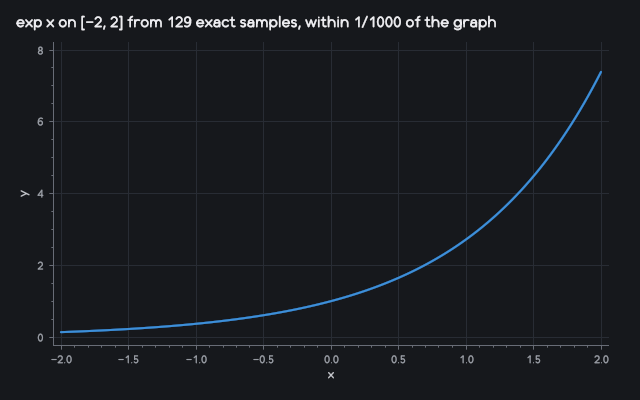 exp x on [−2, 2] from 129 exact samples, within 1/1000 of the graph
8
6
4
2
0
y
−2.0 −1.5 −1.0 −0.5 0.0 0.5 1.0 1.5 2.0
x